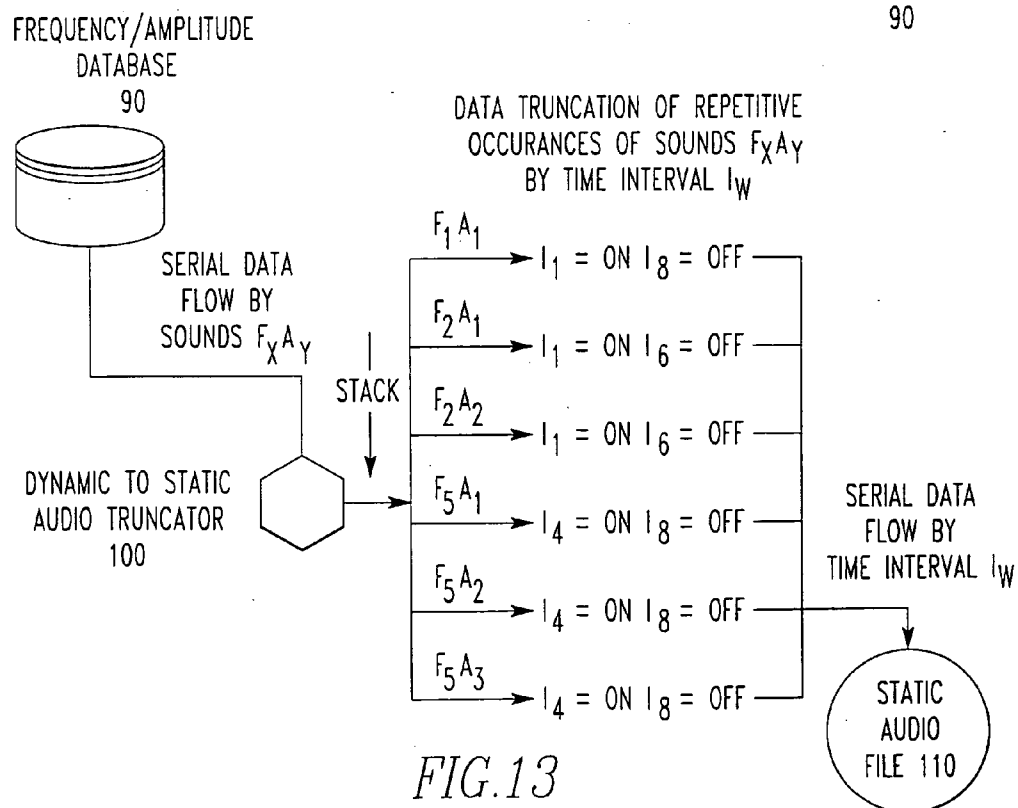 90
FREQUENCY/AMPLITUDE
DATABASE
90
DATA TRUNCATION OF REPETITIVE
OCCURANCES OF SOUNDS FXAY
BY TIME INTERVAL IW
SERIAL DATA
FLOW BY
SOUNDS FXAY
STACK
DYNAMIC TO STATIC
AUDIO TRUNCATOR
100
F1A1
I1 = ON I8 = OFF
F2A1
I1 = ON I6 = OFF
F2A2
I1 = ON I6 = OFF
F5A1
I4 = ON I8 = OFF
F5A2
I4 = ON I8 = OFF
F5A3
I4 = ON I8 = OFF
SERIAL DATA
FLOW BY
TIME INTERVAL IW
STATIC
AUDIO
FILE 110
FIG.13